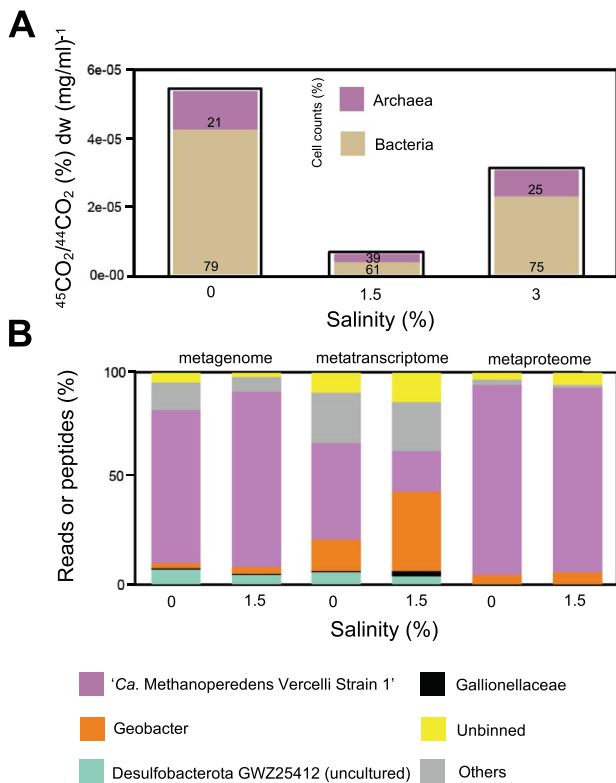 A
⁴⁵CO₂/⁴⁴CO₂ (%) dw (mg/ml)⁻¹
6e-05
4e-05
2e-05
0e-00
Cell counts (%)
Archaea
Bacteria
21
79
39
61
25
75
0 1.5 3
Salinity (%)
B
metagenome metatranscriptome metaproteome
Reads or peptides (%)
100
50
0
0 1.5 0 1.5 0 1.5
Salinity (%)
‘Ca. Methanoperedens Vercelli Strain 1’
Gallionellaceae
Geobacter
Unbinned
Desulfobacterota GWZ25412 (uncultured)
Others